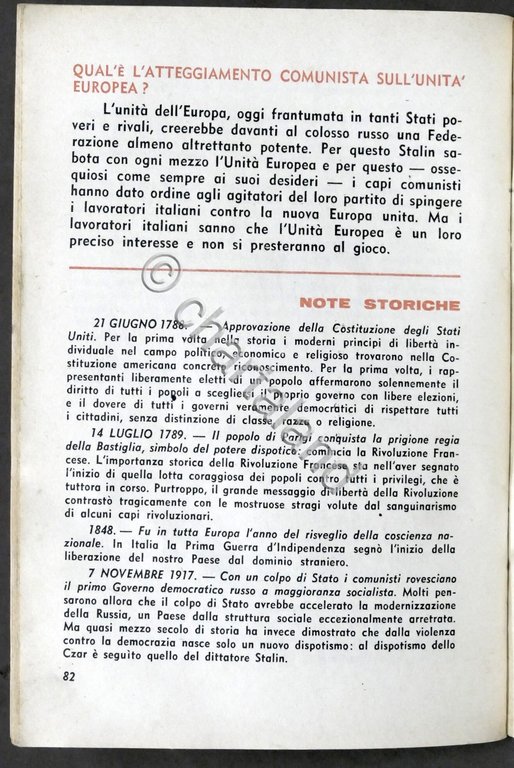 QUAL'È L'ATTEGGIAMENTO COMUNISTA SULL'UNITA'
EUROPEA?
L'unità dell'Europa, oggi frantumata in tanti Stati po-
veri e rivali, creerebbe davanti al colosso russo una Fede-
razione almeno altrettanto potente. Per questo Stalin sa-
bota con ogni mezzo l'Unità Europea e per questo — osse-
quiosi come sempre ai suoi desideri — i capi comunisti
hanno dato ordine agli agitatori del loro partito di spingere
i lavoratori italiani contro la nuova Europa unita. Ma i
lavoratori italiani sanno che l'Unità Europea è un loro
preciso interesse e non si presteranno al gioco.
NOTE STORICHE
21 GIUGNO 1788. — Approvazione della Costituzione degli Stati
Uniti. Per la prima volta nella storia i moderni principi di libertà in-
dividuale nel campo politico, economico e religioso trovarono nella Co-
stituzione americana concreto riconoscimento. Per la prima volta, i rap-
presentanti liberamente eletti di un popolo affermarono solennemente il
diritto di tutti i popoli a scegliersi il proprio governo con libere elezioni,
e il dovere di tutti i governi veramente democratici di rispettare tutti
i cittadini, senza distinzione di classe razza o religione.
14 LUGLIO 1789. — Il popolo di Parigi conquista la prigione regia
della Bastiglia, simbolo del potere dispotico: comincia la Rivoluzione Fran-
cese. L'importanza storica della Rivoluzione Francese sta nell'aver segnato
l'inizio di quella lotta coraggiosa dei popoli contro tutti i privilegi, che è
tuttora in corso. Purtroppo, il grande messaggio di libertà della Rivoluzione
contrastò tragicamente con le mostruose stragi volute dal sanguinarismo
di alcuni capi rivoluzionari.
1848. — Fu in tutta Europa l'anno del risveglio della coscienza na-
zionale. In Italia la Prima Guerra d'Indipendenza segnò l'inizio della
liberazione del nostro Paese dal dominio straniero.
7 NOVEMBRE 1917. — Con un colpo di Stato i comunisti rovesciano
il primo Governo democratico russo a maggioranza socialista. Molti pen-
sarono allora che il colpo di Stato avrebbe accelerato la modernizzazione
della Russia, un Paese dalla struttura sociale eccezionalmente arretrata.
Ma quasi mezzo secolo di storia ha invece dimostrato che dalla violenza
contro la democrazia nasce solo un nuovo dispotismo: al dispotismo dello
Czar è seguìto quello del dittatore Stalin.
82
© chartaland